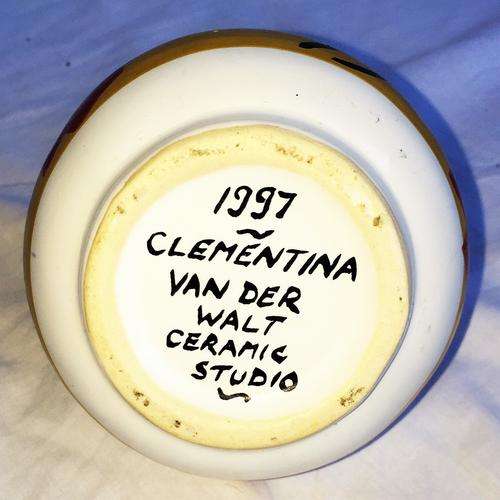 1997
~
CLEMENTINA
VAN DER
WALT
CERAMIC
STUDIO
~